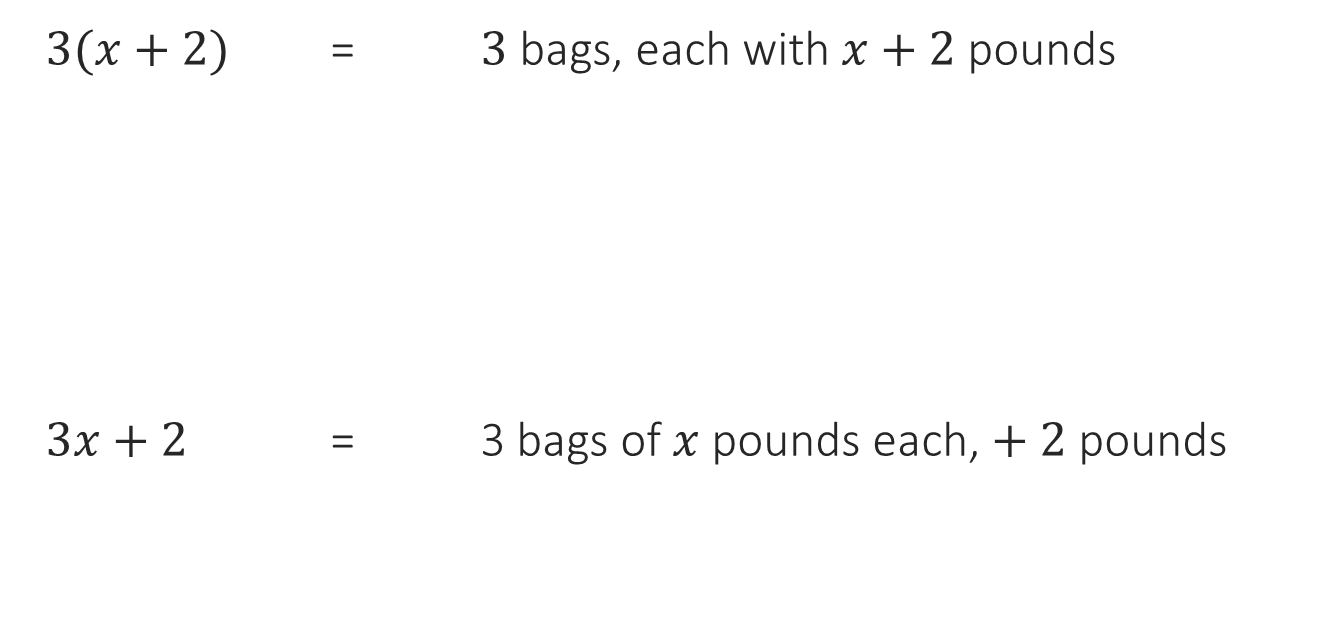 3(x + 2) = 3 bags, each with x + 2 pounds
3x + 2 = 3 bags of x pounds each, + 2 pounds